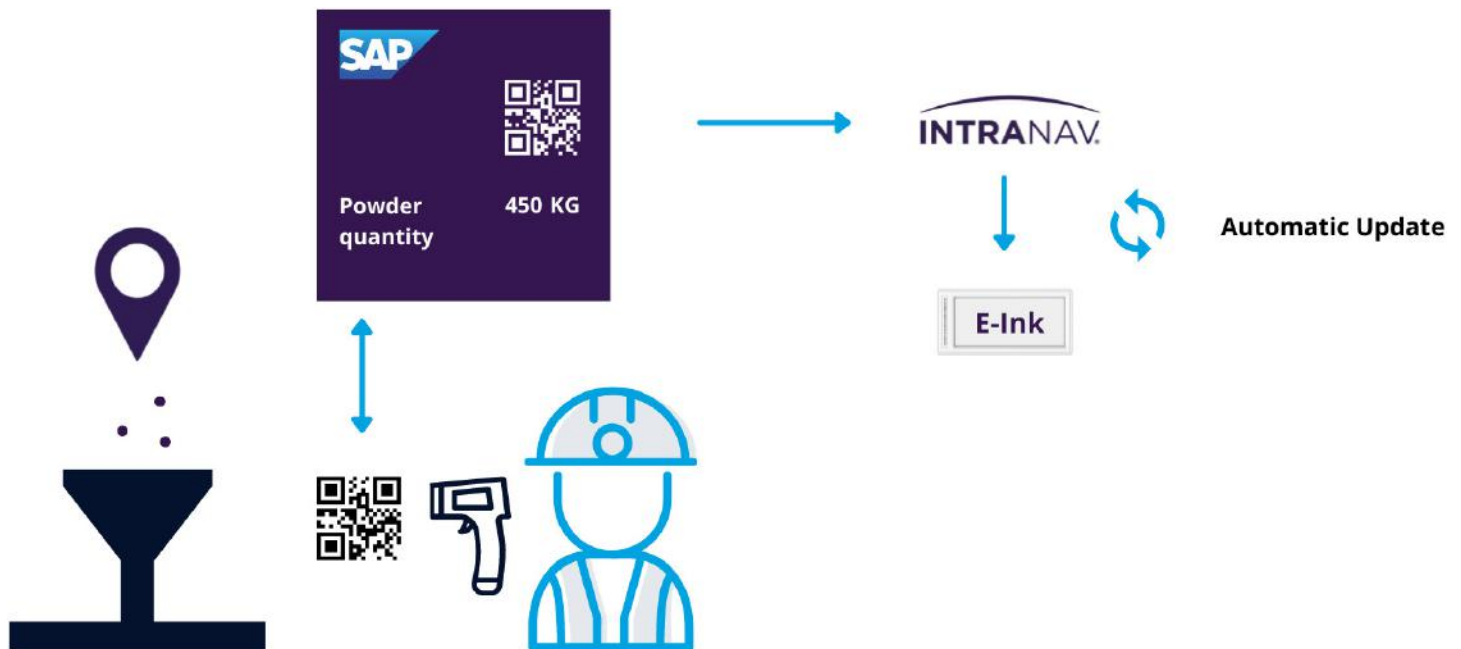 SAP
Powder quantity 450 KG
INTRANAV.
Automatic Update
E-Ink